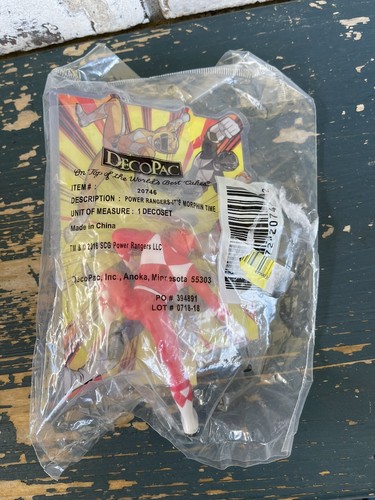 DECOPAC
On Top of the World's Best Cakes
ITEM # :
20746
DESCRIPTION : POWER RANGERS-IT'S MORPHIN TIME
UNIT OF MEASURE : 1 DECOSET
Made in China
TM & © 2016 SCG Power Rangers LLC
DecoPac, Inc., Anoka, Minnesota 55303
PO # 394891
LOT # 0718-18